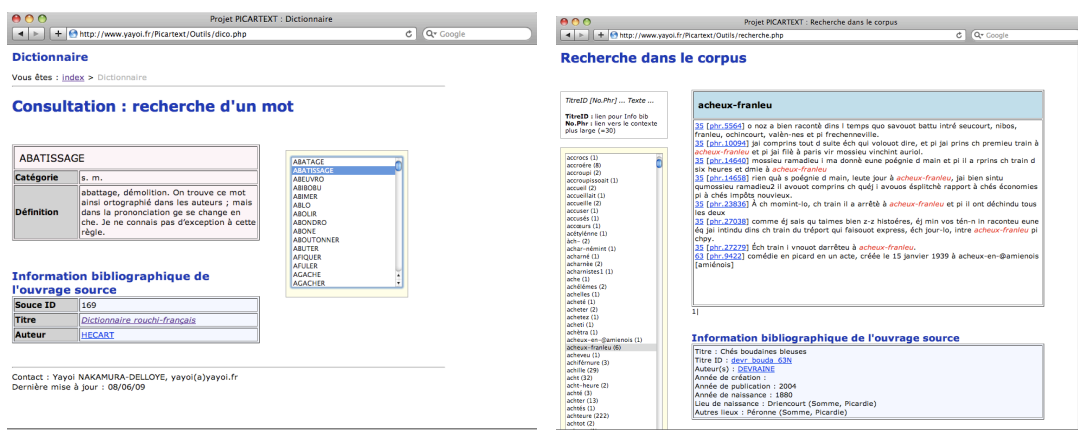 Projet PICARTEXT : Dictionnaire
http://www.yayoi.fr/Picartext/Outils/dico.php
Google
Dictionnaire
Vous êtes : index > Dictionnaire
Consultation : recherche d'un mot
ABATISSAGE
Catégorie s. m.
Définition
abattage, démolition. On trouve ce mot
ainsi ortographié dans les auteurs ; mais
dans la prononciation ge se change en
che. Je ne connais pas d'exception à cette
règle.
ABATAGE
ABATISSAGE
ABEUVRO
ABIBOBU
ABIMER
ABLO
ABOLIR
ABONDRO
ABONE
ABOUTONNER
ABUTER
AFIQUER
AFULER
AGACHE
AGACHER
Information bibliographique de
l'ouvrage source
Souce ID 169
Titre Dictionnaire rouchi-français
Auteur HECART
Contact : Yayoi NAKAMURA-DELLOYE, yayoi(a)yayoi.fr
Dernière mise à jour : 08/06/09
Projet PICARTEXT : Recherche dans le corpus
http://www.yayoi.fr/Picartext/Outils/recherche.php
Google
Recherche dans le corpus
TitreID [No.Phr] ... Texte ...
TitreID : lien pour Info bib
No.Phr : lien vers le contexte
plus large (=30)
accrocs (1)
accroère (8)
accroupi (2)
accroupissoait (1)
accueil (2)
accueillait (1)
accueille (2)
accuser (1)
accusés (1)
accœurs (1)
acétylénne (1)
àch- (2)
achar-némint (1)
acharné (1)
acharnèe (2)
acharnistes1 (1)
ache (1)
achélèmes (2)
achelles (1)
acheté (1)
acheter (2)
achetez (1)
acheti (1)
achètra (1)
acheux-en-@amienois (1)
acheux-franleu (6)
acheveu (1)
achifèrnure (3)
achille (29)
acht (32)
acht-heure (2)
achté (3)
achter (13)
achtés (1)
achteure (222)
achtot (2)
acheux-franleu
35 [phr.5564] o noz a bien raconté dins l temps quo savouot battu intré seucourt, nibos,
franleu, ochincourt, valèn-nes et pi frechenneville.
35 [phr.10094] jai comprins tout d suite éch qui volouot dire, et pi jai prins ch premieu train à
acheux-franleu et pi jai filé à paris vir mossieu vinchint auriol.
35 [phr.14640] mossieu ramadieu i ma donnè eune poégnie d main et pi il a rprins ch train d
six heures et dmie à acheux-franleu
35 [phr.14658] rien quà s poégnie d main, leute jour à acheux-franleu, jai bien sintu
qumossieu ramadieu2 il avouot comprins ch quéj i avouos ésplitchè rapport à chés économies
pi à chés impôts nouvieux.
35 [phr.23836] À ch momint-lo, ch train il a arrêtè à acheux-franleu et pi il ont déchindu tous
les deux
35 [phr.27038] comme éj sais qu taimes bien z-z histoéres, éj min vos tén-n in raconteu eune
éq jai intindu dins ch train du tréport qui faisouot express, éch jour-lo, intre acheux-franleu pi
chpy.
35 [phr.27279] Éch train i vnouot darrêteu à acheux-franleu.
63 [phr.9422] comédie en picard en un acte, créée le 15 janvier 1939 à acheux-en-@amienois
[amiénois]
1|
Information bibliographique de l'ouvrage source
Titre : Chés boudaines bleuses
Titre ID : devr_bouda_63N
Auteur(s) : DEVRAINE
Année de création :
Année de publication : 2004
Année de naissance : 1880
Lieu de naissance : Driencourt (Somme, Picardie)
Autres lieux : Péronne (Somme, Picardie)